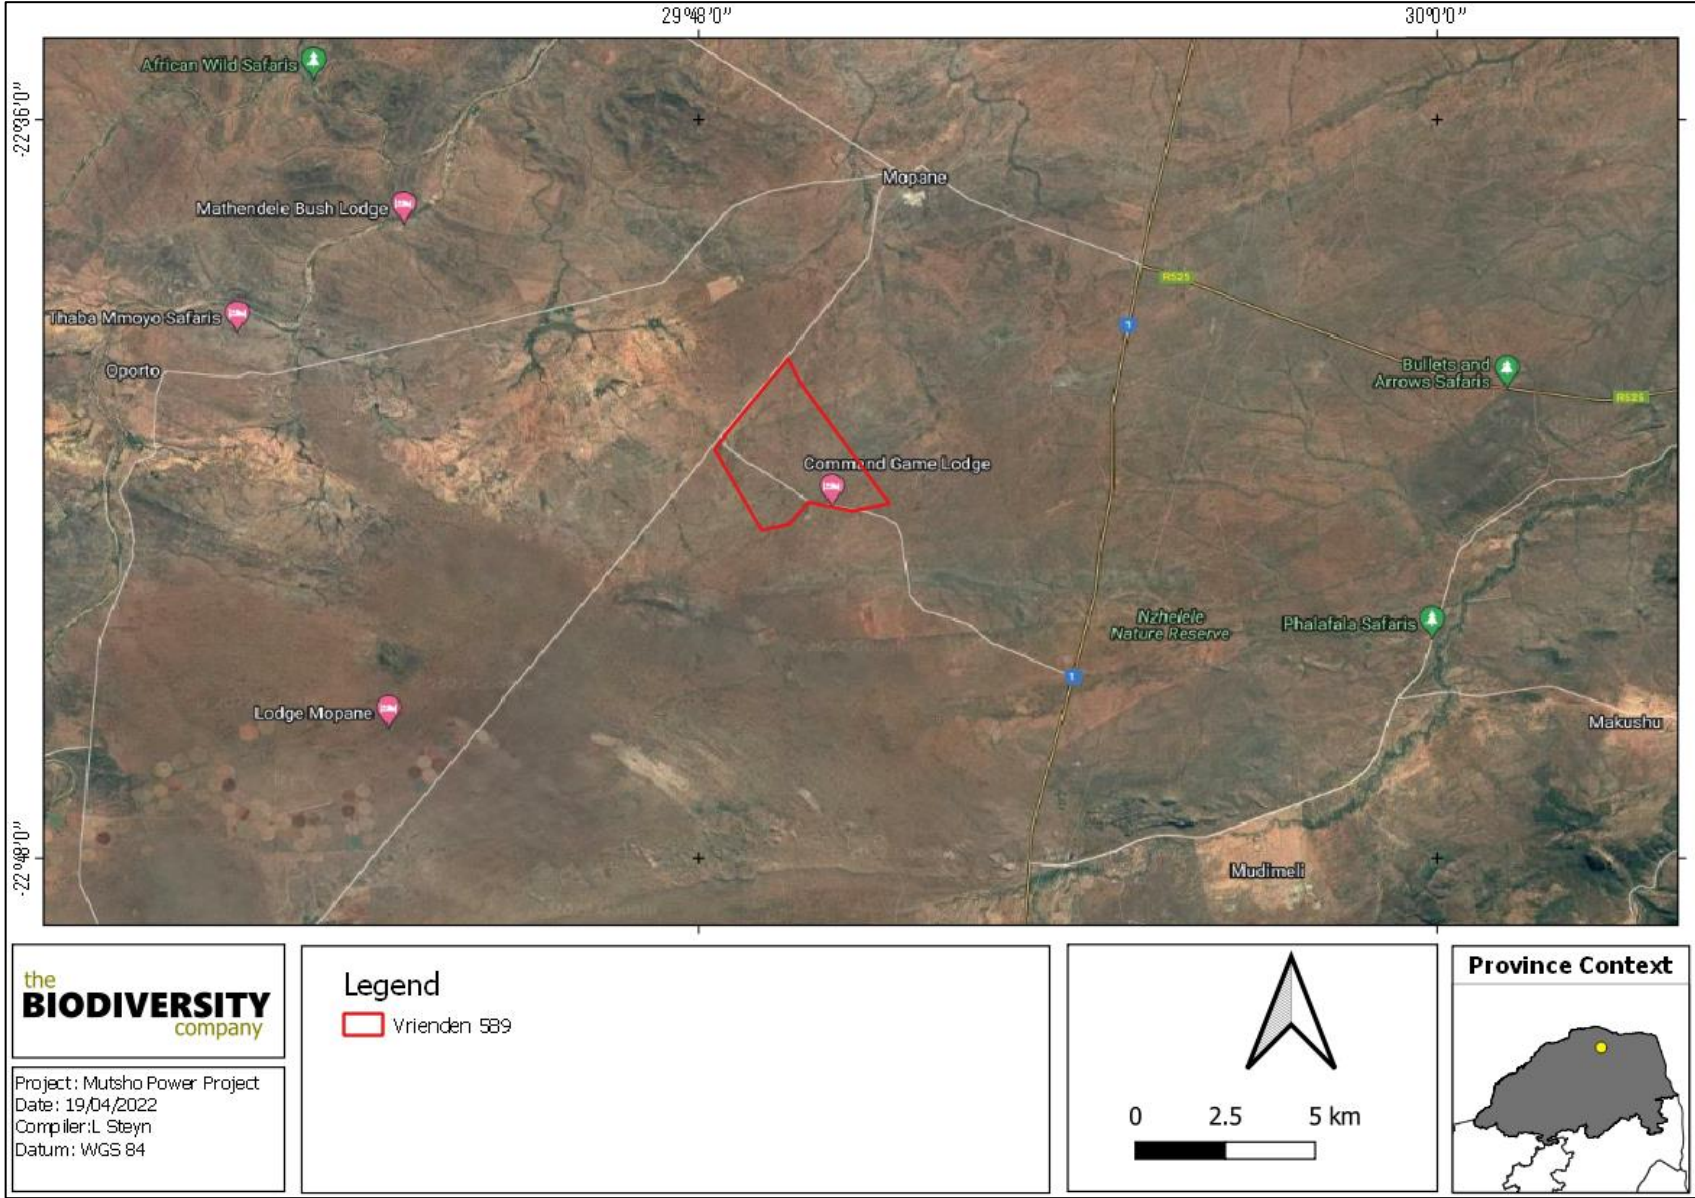 29°48'0"
30°0'0"
African Wild Safaris
-22°36'0"
Mopane
Mathendele Bush Lodge
R525
Thaba Mmoyo Safaris
1
Oporto
Bullets and
Arrows Safaris
R525
Command Game Lodge
Nzhelele
Nature Reserve
Phalafala Safaris
1
Lodge Mopane
Makushu
-22°48'0"
Mudimeli
the
BIODIVERSITY
company
Project: Mutsho Power Project
Date: 19/04/2022
Compiler:L Steyn
Datum: WGS 84
Legend
Vrienden 589
0 2.5 5 km
Province Context